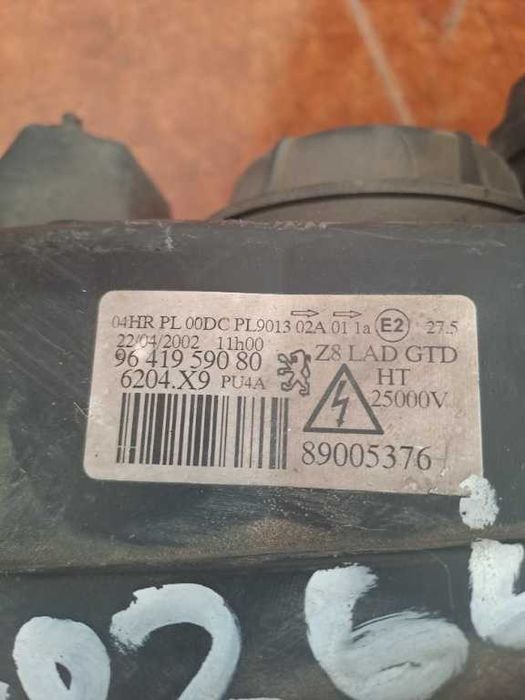 04HR PL 00DC PL9013 02A 01 1a E2 27.5
22/04/2002 11h00
96 419 590 80 Z8 LAD GTD
6204.X9 PU4A HT
25000V
89005376